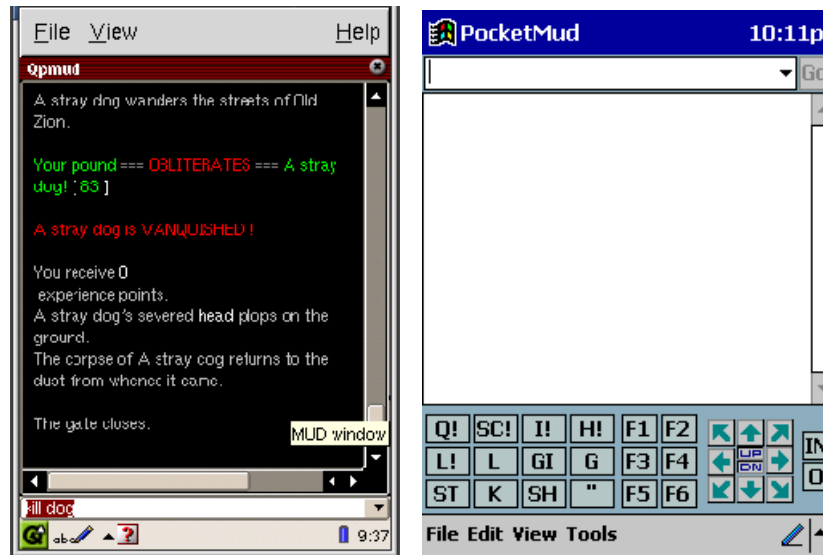 File View Help
Qpmud
A stray dog wanders the streets of Old
Zion.
Your pound === OBLITERATES === A stray
dog! [83 ]
A stray dog is VANQUISHED !
You receive 0
experience points.
A stray dog's severed head plops on the
ground.
The corpse of A stray dog returns to the
dust from whence it came.
The gate closes.
MUD window
kill dog
abc
9:37
PocketMud 10:11p
Go
Q! SC! I! H! F1 F2
L! L GI G F3 F4
UP
DN
IN
ST K SH " F5 F6
O
File Edit View Tools